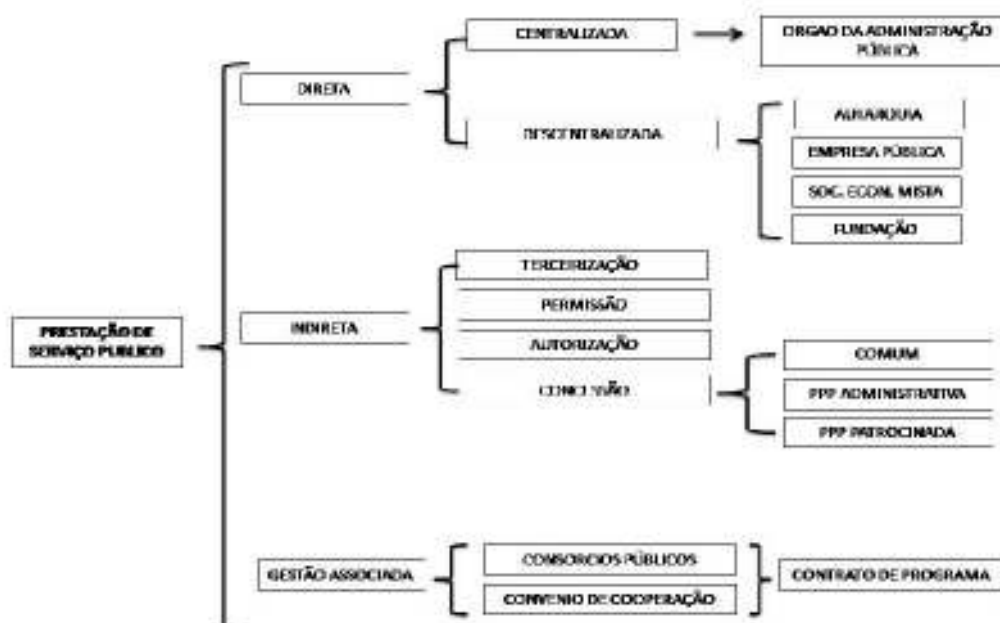 CENTRALIZADA
ORGAO DA ADMINISTRAÇÃO
PÚBLICA
DIRETA
DESCENTRALIZADA
AUTARQUIA
EMPRESA PÚBLICA
SOC. ECON. MISTA
FUNDAÇÃO
TERCEIRIZAÇÃO
PERMISSÃO
PRESTAÇÃO DE
SERVIÇO PUBLICO
INDIRETA
AUTORIZAÇÃO
CONCESSÃO
COMUM
PPP ADMINISTRATIVA
PPP PATROCINADA
GESTÃO ASSOCIADA
CONSORCIOS PÚBLICOS
CONVENIO DE COOPERAÇÃO
CONTRATO DE PROGRAMA